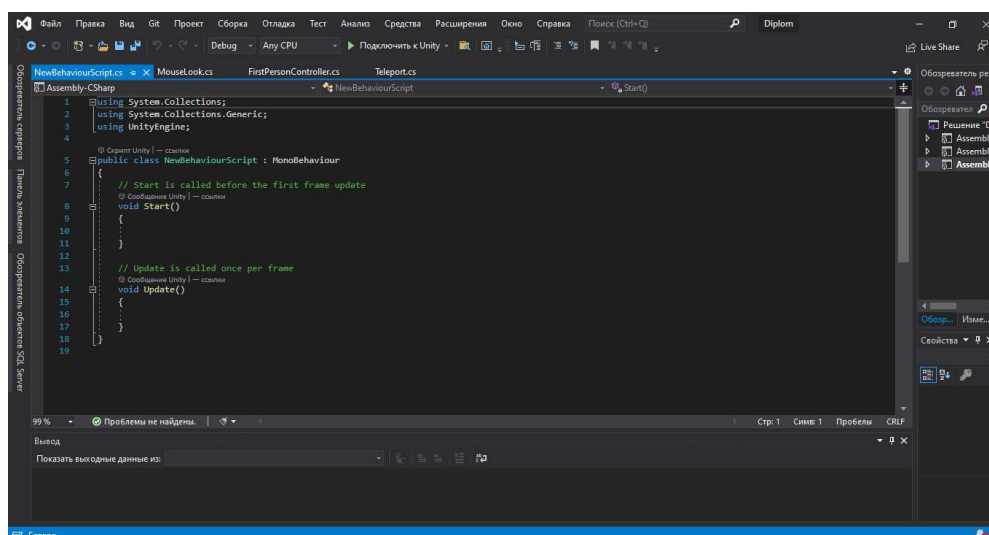 Файл Правка Вид Git Проект Сборка Отладка Тест Анализ Средства Расширения Окно Справка Поиск (Ctrl+Q) Diplom
Debug Any CPU Подключить к Unity Live Share
NewBehaviourScript.cs MouseLook.cs FirstPersonController.cs Teleport.cs
Assembly-CSharp NewBehaviourScript Start()
1 using System.Collections;
2 using System.Collections.Generic;
3 using UnityEngine;
4
Скрипт Unity | — ссылки
5 public class NewBehaviourScript : MonoBehaviour
6 {
7 // Start is called before the first frame update
Сообщение Unity | — ссылки
8 void Start()
9 {
10
11 }
12
13 // Update is called once per frame
Сообщение Unity | — ссылки
14 void Update()
15 {
16
17 }
18 }
19
99 % Проблемы не найдены. Стр: 1 Симв: 1 Пробелы CRLF
Вывод
Показать выходные данные из:
Обозреватель серверов
Панель элементов
Обозреватель объектов SQL Server
Обозреватель ре
Обозревател
Решение "D
Assembl
Assembl
Assembl
Обозр... Изме...
Свойства